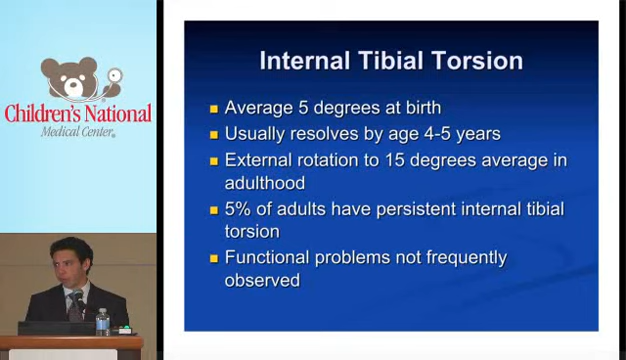 Children's National
Medical Center
Internal Tibial Torsion
Average 5 degrees at birth
Usually resolves by age 4-5 years
External rotation to 15 degrees average in
adulthood
5% of adults have persistent internal tibial
torsion
Functional problems not frequently
observed